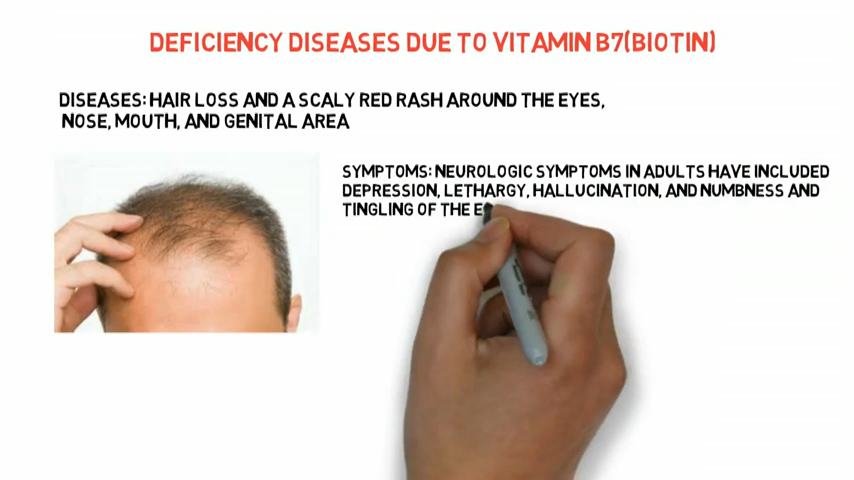 DEFICIENCY DISEASES DUE TO VITAMIN B7(BIOTIN)
DISEASES: HAIR LOSS AND A SCALY RED RASH AROUND THE EYES,
NOSE, MOUTH, AND GENITAL AREA
SYMPTOMS: NEUROLOGIC SYMPTOMS IN ADULTS HAVE INCLUDED
DEPRESSION, LETHARGY, HALLUCINATION, AND NUMBNESS AND
TINGLING OF THE E